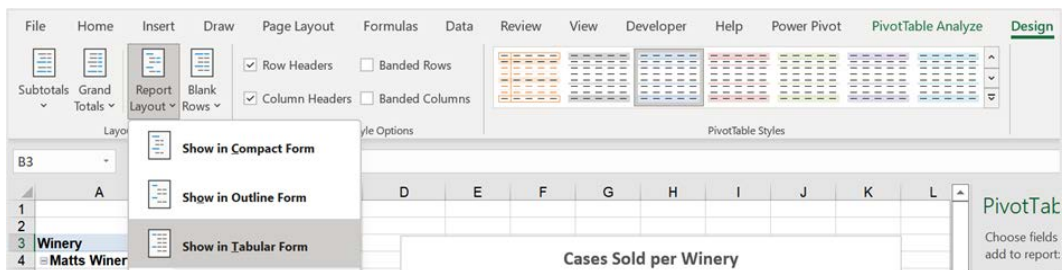 File Home Insert Draw Page Layout Formulas Data Review View Developer Help Power Pivot PivotTable Analyze Design
Subtotals Grand Totals Report Layout Blank Rows
Row Headers Banded Rows
Column Headers Banded Columns
Layou yle Options PivotTable Styles
Show in Compact Form
Show in Outline Form
Show in Tabular Form
B3
A D E F G H I J K L
1
2
3 Winery
4 Matts Winer
Cases Sold per Winery
PivotTab
Choose fields
add to report: